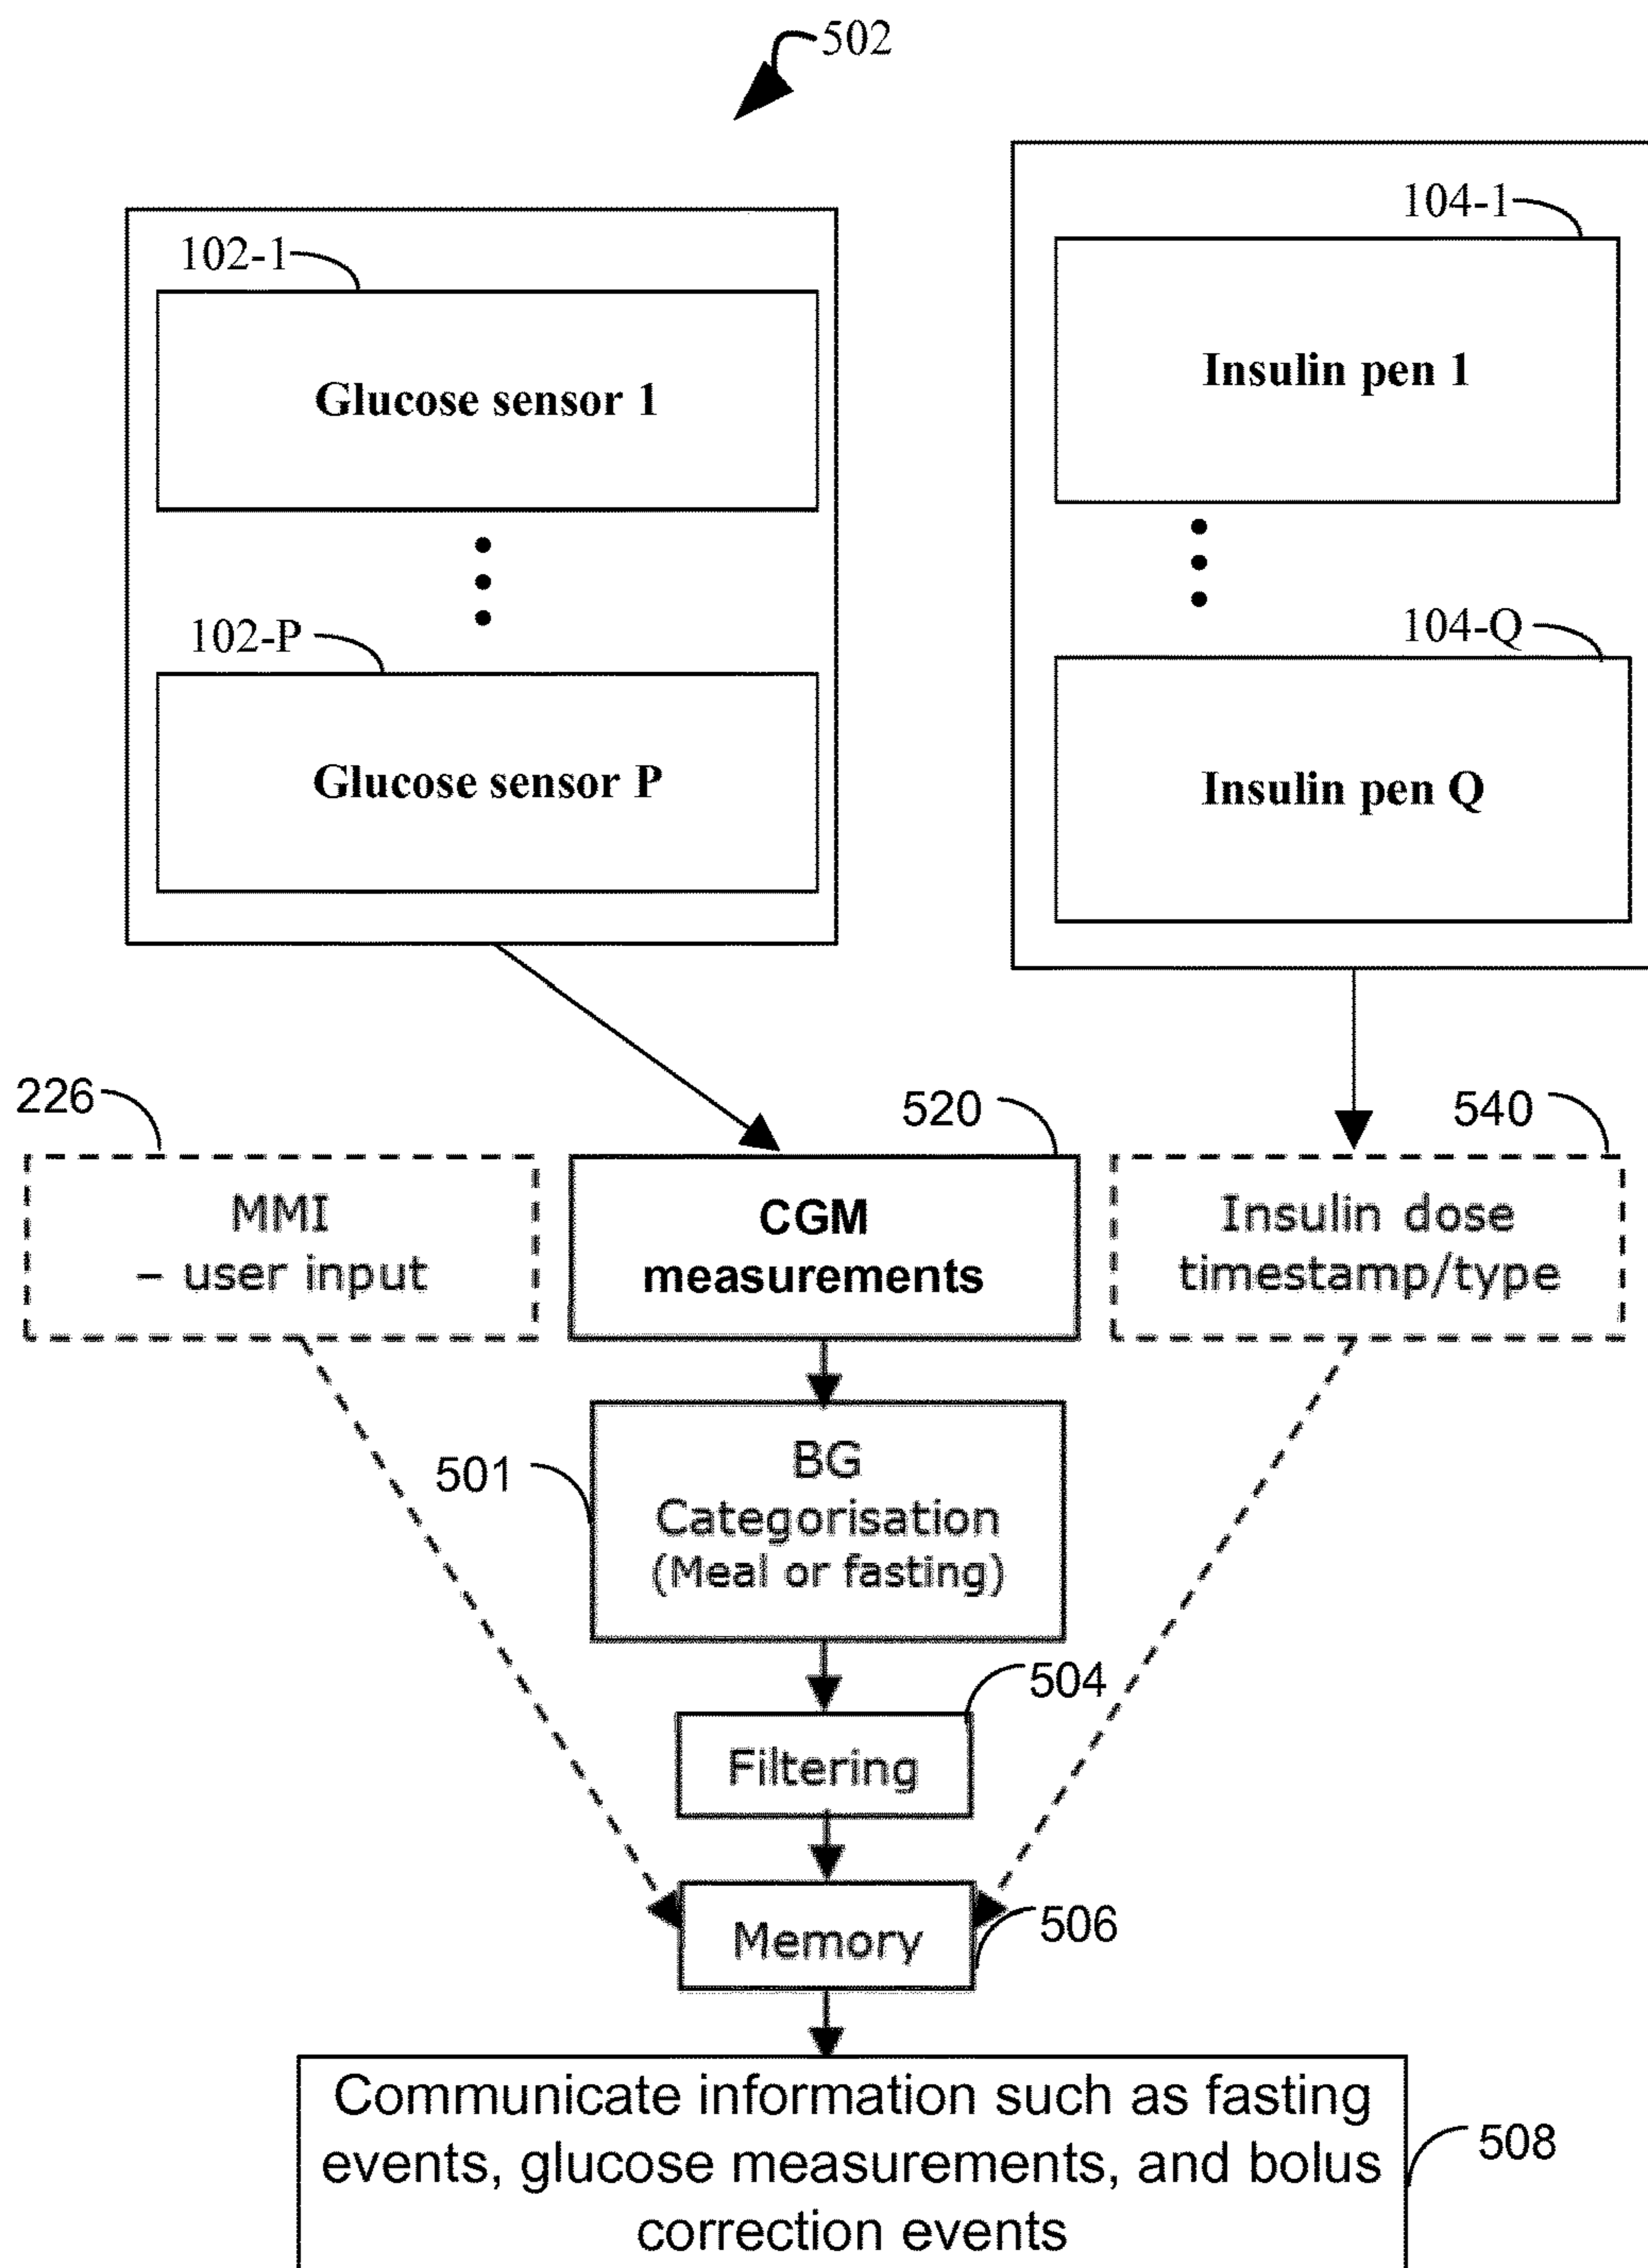 502
104-1
102-1
Insulin pen 1
Glucose sensor 1
102-P
104-Q
Glucose sensor P
Insulin pen Q
226
520
540
MMI
– user input
CGM
measurements
Insulin dose
timestamp/type
501
BG
Categorisation
(Meal or fasting)
504
Filtering
506
Memory
Communicate information such as fasting
events, glucose measurements, and bolus
correction events
508